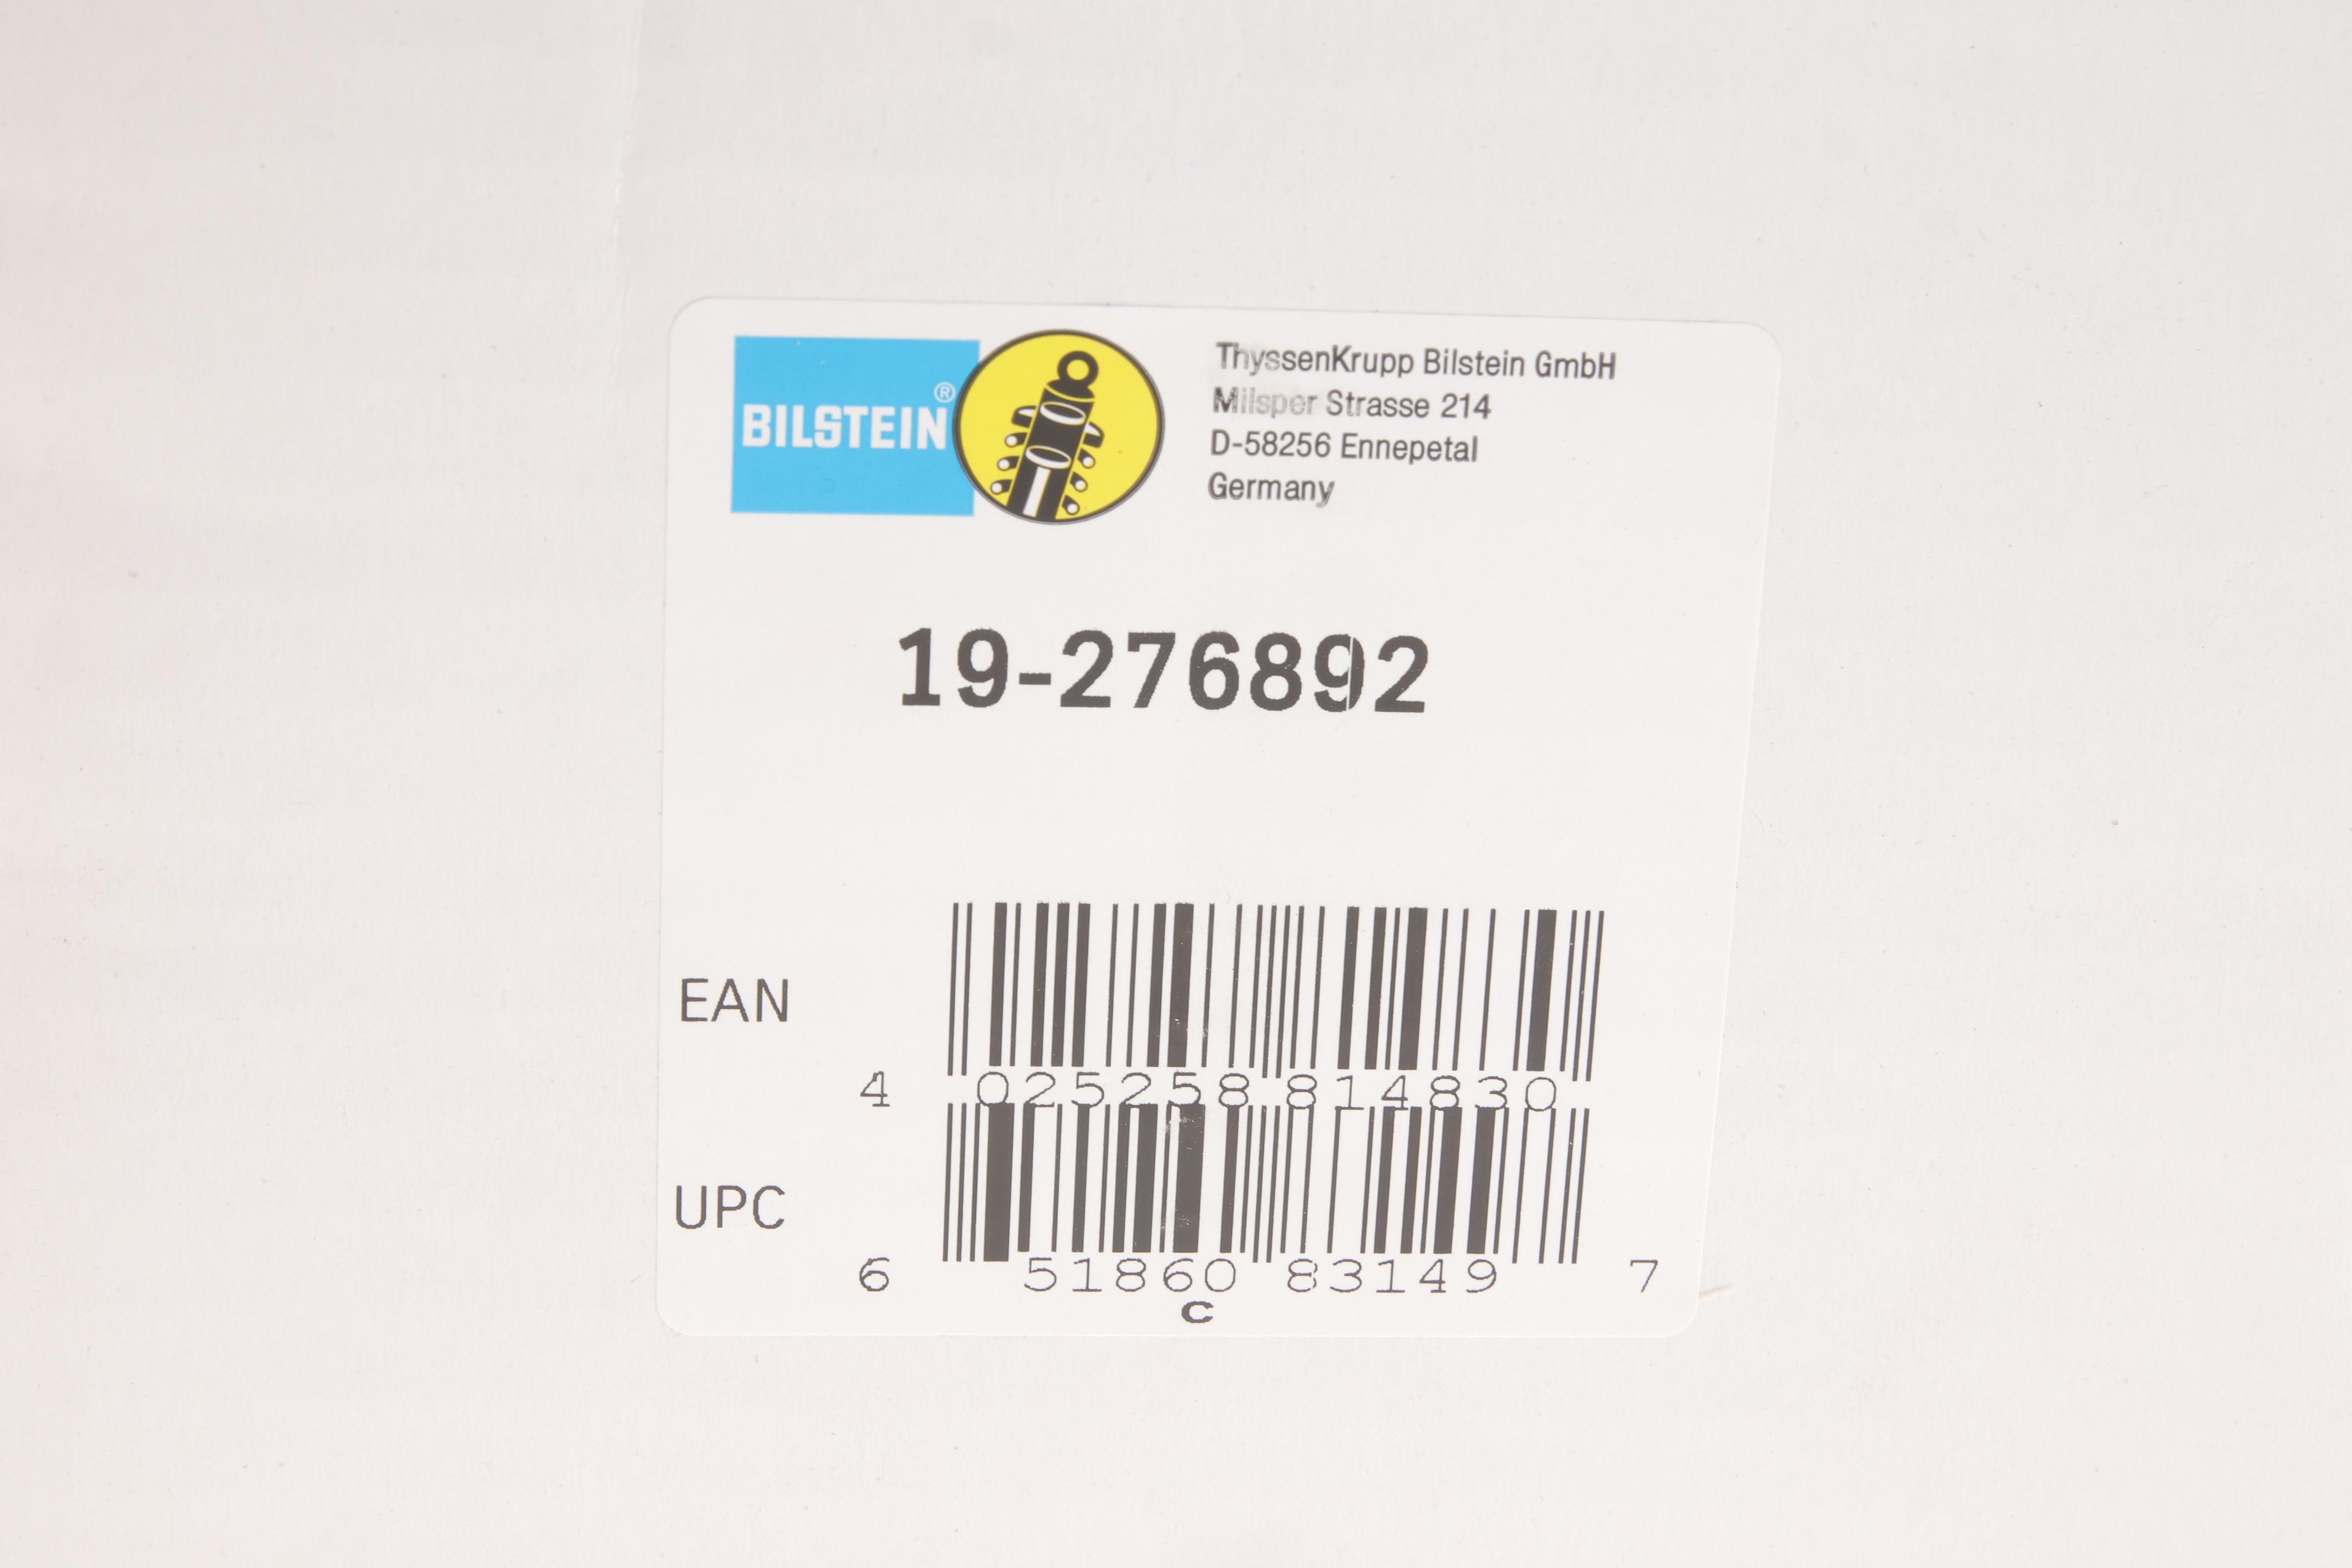 BILSTEIN®
ThyssenKrupp Bilstein GmbH
Milsper Strasse 214
D-58256 Ennepetal
Germany
19-276892
EAN
4 025258 814830
UPC
6 51860 83149 7
C